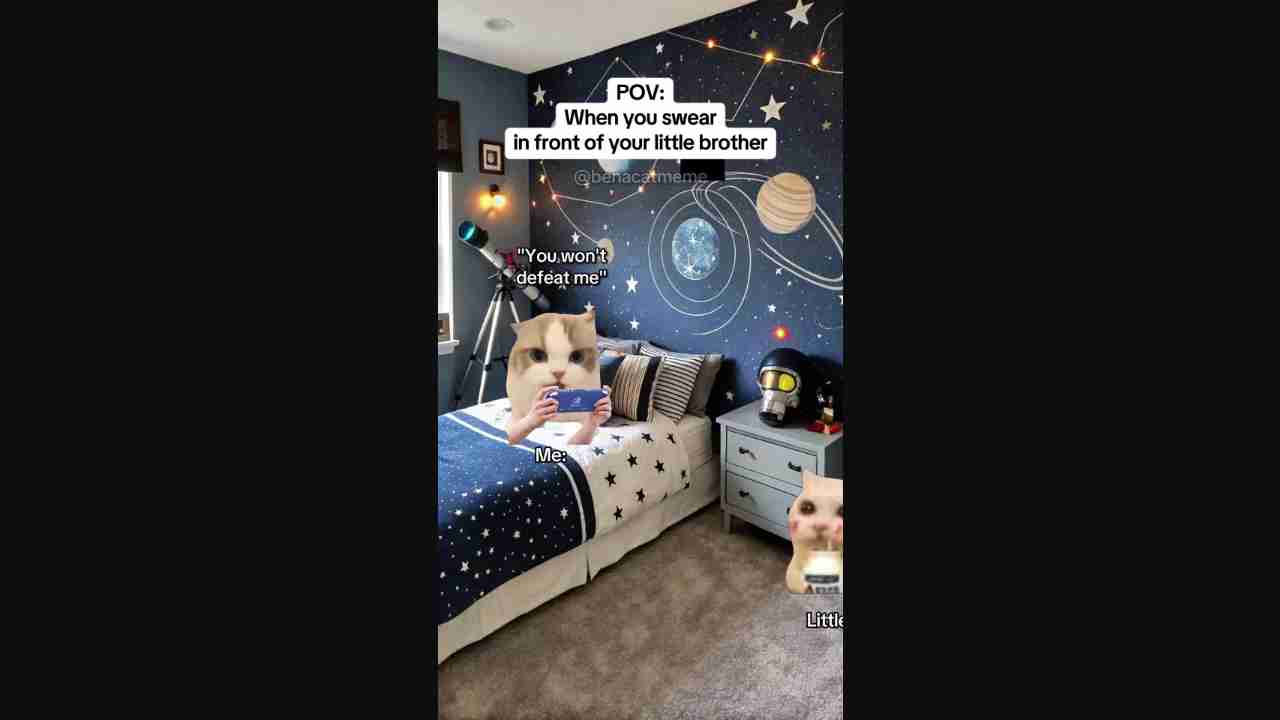 POV:
When you swear
in front of your little brother
@benacatmeme
"You won't
defeat me"
Me:
Little